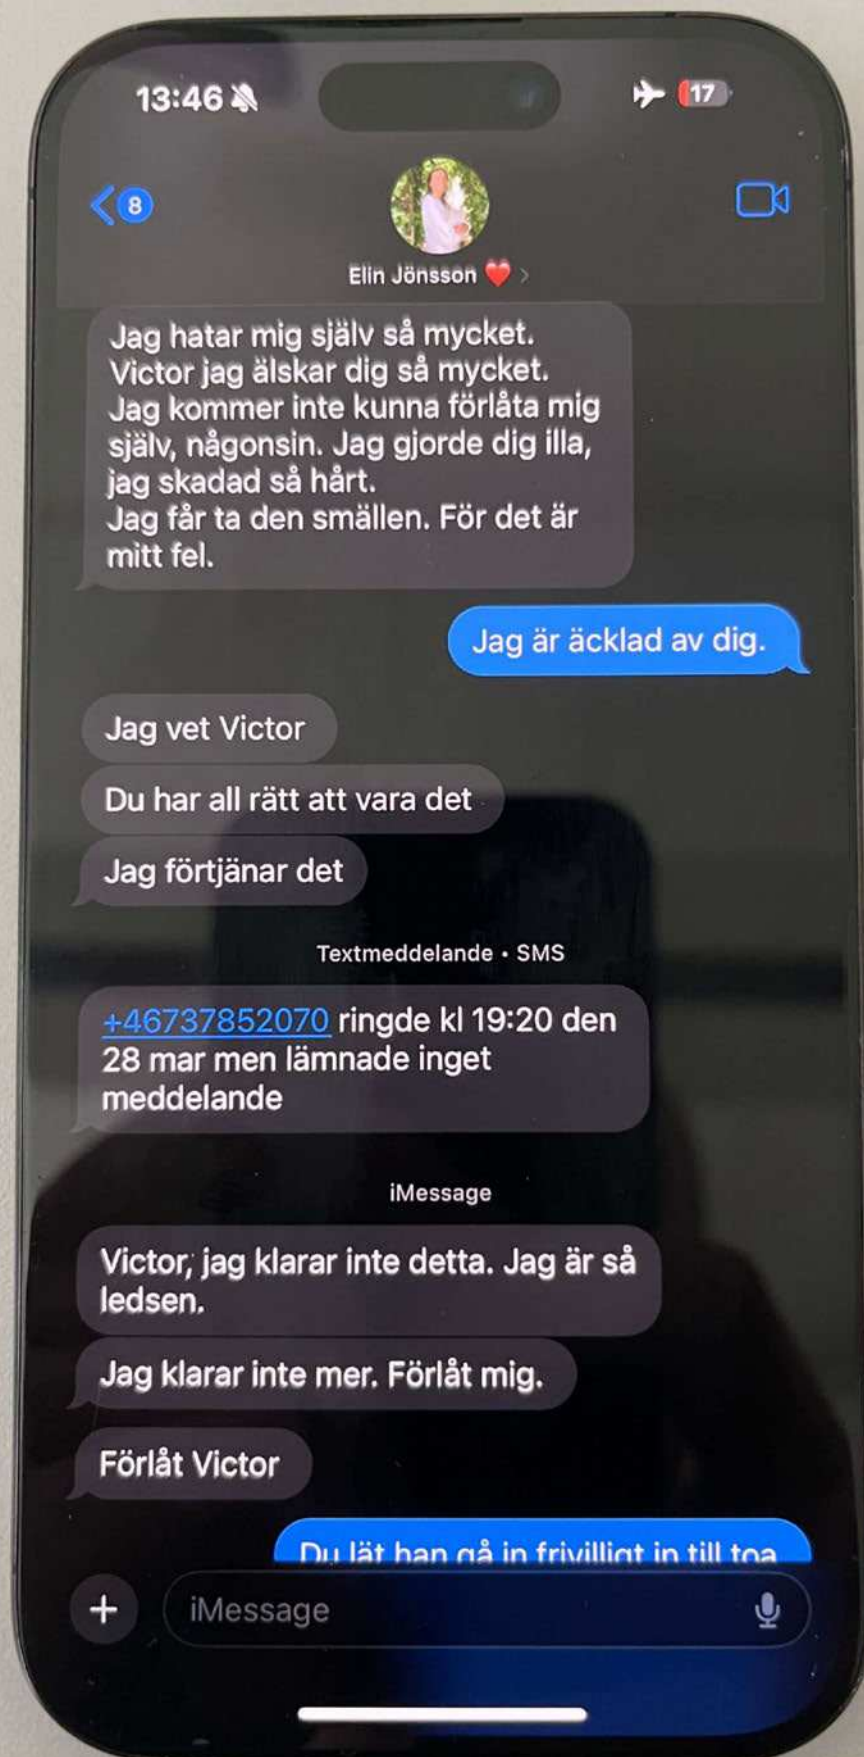 13:46
17
8
Elin Jönsson
Jag hatar mig själv så mycket.
Victor jag älskar dig så mycket.
Jag kommer inte kunna förlåta mig
själv, någonsin. Jag gjorde dig illa,
jag skadad så hårt.
Jag får ta den smällen. För det är
mitt fel.
Jag är äcklad av dig.
Jag vet Victor
Du har all rätt att vara det
Jag förtjänar det
Textmeddelande • SMS
+46737852070 ringde kl 19:20 den
28 mar men lämnade inget
meddelande
iMessage
Victor, jag klarar inte detta. Jag är så
ledsen.
Jag klarar inte mer. Förlåt mig.
Förlåt Victor
Du lät han gå in frivilligt in till toa
iMessage